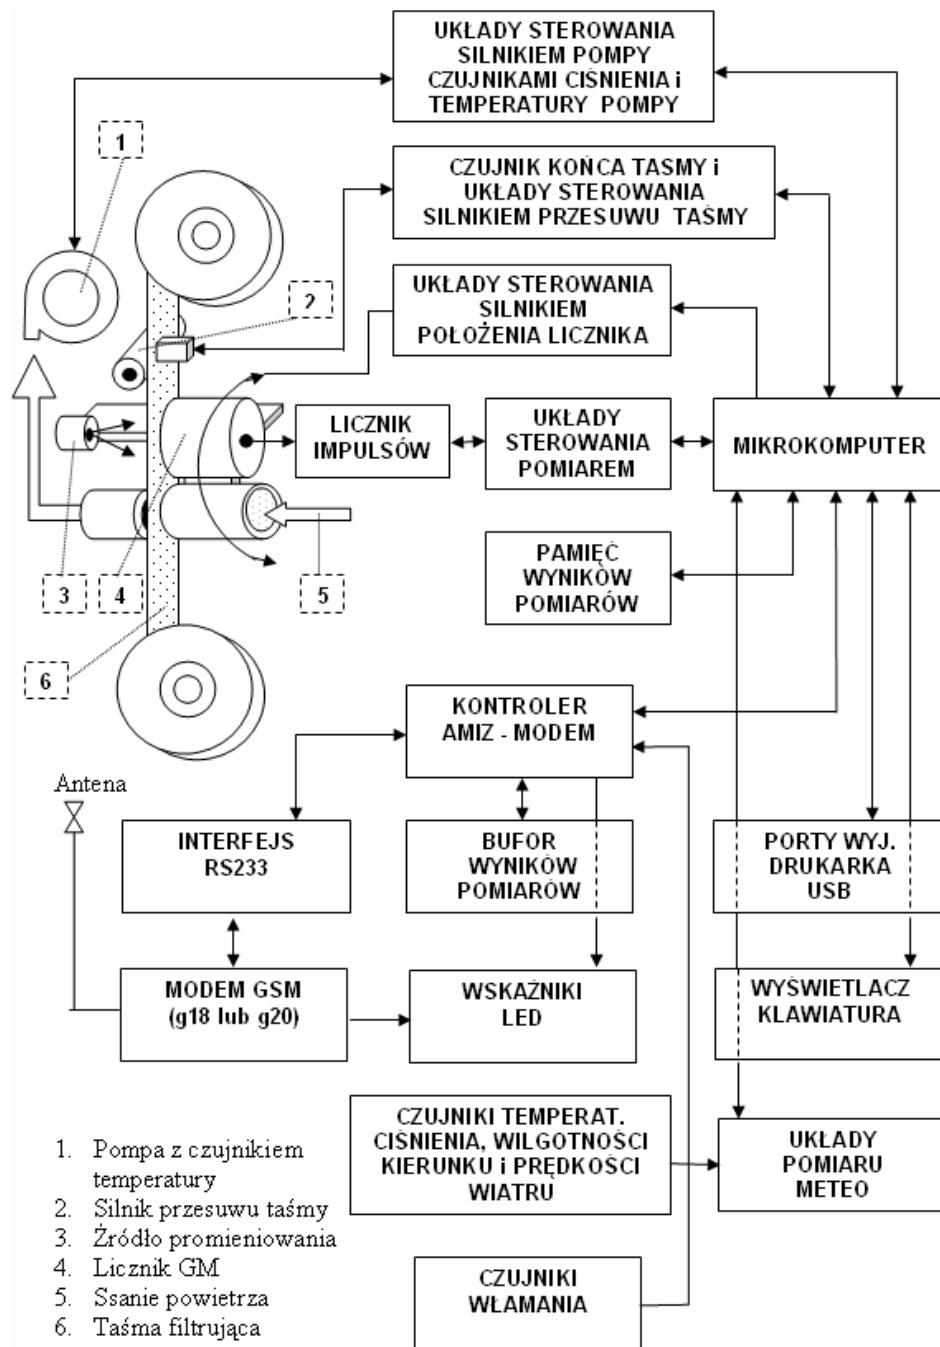 UKŁADY STEROWANIA
SILNIKIEM POMPY
CZUJNIKAMI CIŚNIENIA i
TEMPERATURY POMPY
1
CZUJNIK KOŃCA TASMY i
UKŁADY STEROWANIA
SILNIKIEM PRZESUWU TAŚMY
2
UKŁADY STEROWANIA
SILNIKIEM
POŁOŻENIA LICZNIKA
LICZNIK
IMPULSÓW
UKŁADY
STEROWANIA
POMIAREM
MIKROKOMPUTER
3
4
5
PAMIĘĆ
WYNIKÓW
POMIARÓW
6
KONTROLER
AMIZ - MODEM
Antena
INTERFEJS
RS233
BUFOR
WYNIKÓW
POMIARÓW
PORTY WYJ.
DRUKARKA
USB
MODEM GSM
(g18 lub g20)
WSKAŹNIKI
LED
WYŚWIETLACZ
KLAWIATURA
CZUJNIKI TEMPERAT.
CIŚNIENIA, WILGOTNOŚCI
KIERUNKU i PRĘDKOŚCI
WIATRU
UKŁADY
POMIARU
METEO
1. Pompa z czujnikiem
temperatury
2. Silnik przesuwu taśmy
3. Źródło promieniowania
4. Licznik GM
5. Ssanie powietrza
6. Taśma filtrująca
CZUJNIKI
WŁAMANIA